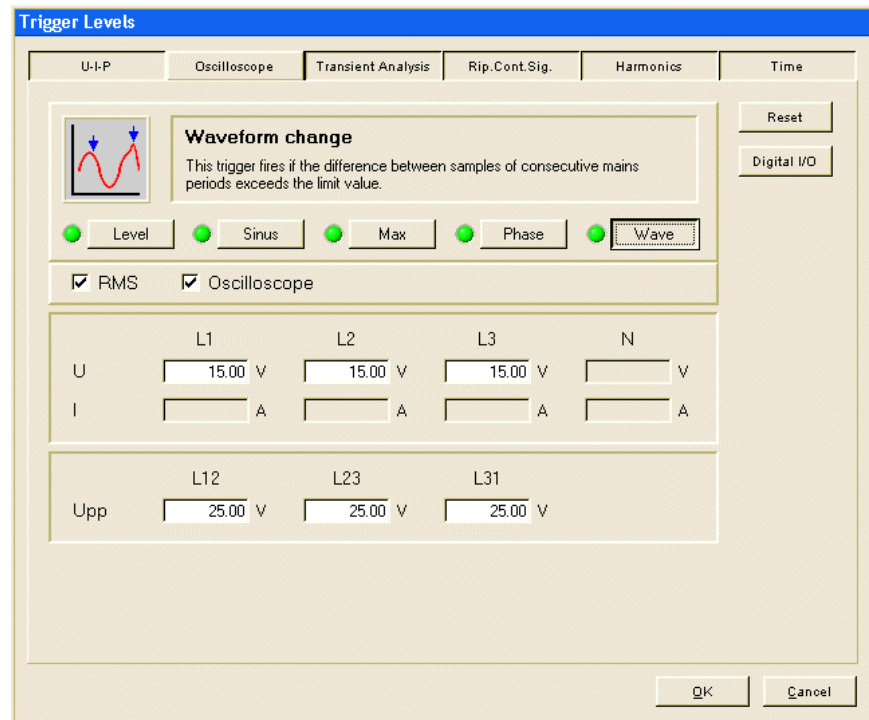 Trigger Levels
U-I-P Oscilloscope Transient Analysis Rip.Cont.Sig. Harmonics Time
Reset
Digital I/O
Waveform change
This trigger fires if the difference between samples of consecutive mains
periods exceeds the limit value.
Level Sinus Max Phase Wave
RMS Oscilloscope
L1 L2 L3 N
U 15.00 V 15.00 V 15.00 V V
I A A A A
L12 L23 L31
Upp 25.00 V 25.00 V 25.00 V
OK Cancel